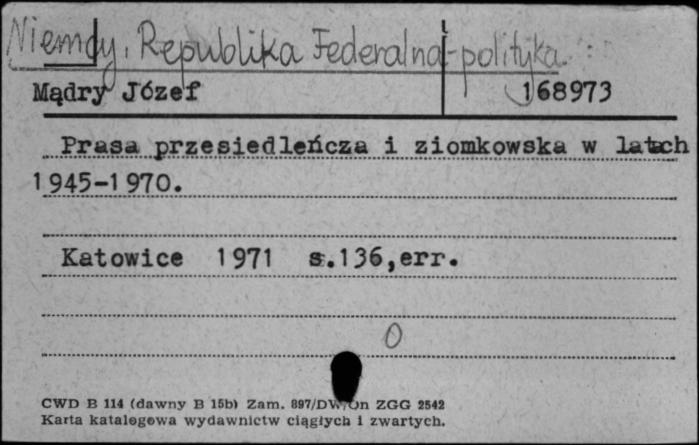 Niemcy, Republika Federalna-polityka
Mądry Józef 168973
Prasa przesiedleńcza i ziomkowska w latach
1945-1970.
Katowice 1971 s.136,err.
0
CWD B 114 (dawny B 15b) Zam. 897/DW/On ZGG 2542
Karta katalogowa wydawnictw ciągłych i zwartych.